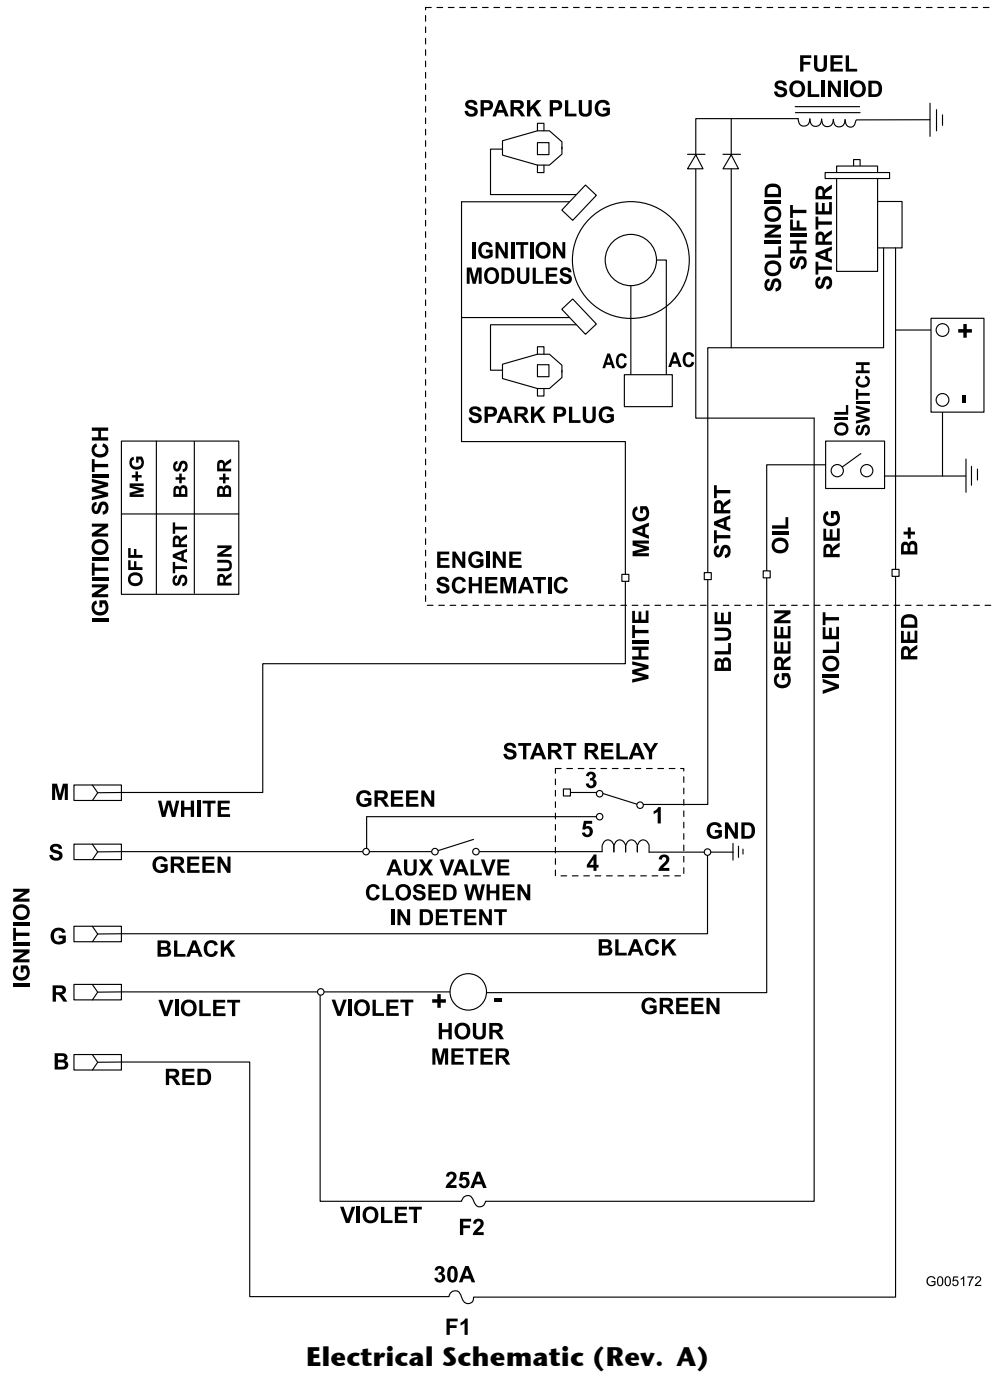 FUEL
SOLINIOD
SPARK PLUG
SOLINOID
SHIFT
STARTER
IGNITION
MODULES
+
-
AC
AC
SPARK PLUG
OIL
SWITCH
IGNITION SWITCH
OFF M+G
START B+S
RUN B+R
ENGINE
SCHEMATIC
MAG
START
OIL
REG
B+
WHITE
BLUE
GREEN
VIOLET
RED
START RELAY
M
WHITE
GREEN
3
1
5
GND
S
GREEN
4
2
AUX VALVE
CLOSED WHEN
IN DETENT
IGNITION
G
BLACK
BLACK
R
VIOLET
VIOLET
+
-
GREEN
HOUR
METER
B
RED
25A
VIOLET
F2
30A
G005172
F1
Electrical Schematic (Rev. A)